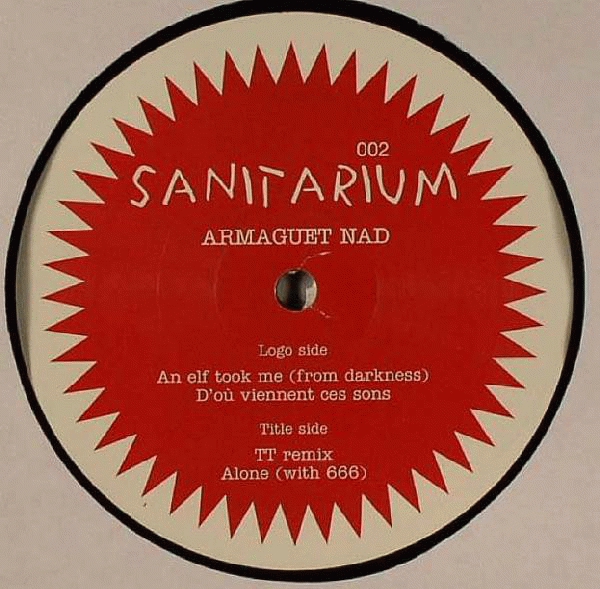 002
SANITARIUM
ARMAGUET NAD
Logo side
An elf took me (from darkness)
D'où viennent ces sons
Title side
TT remix
Alone (with 666)